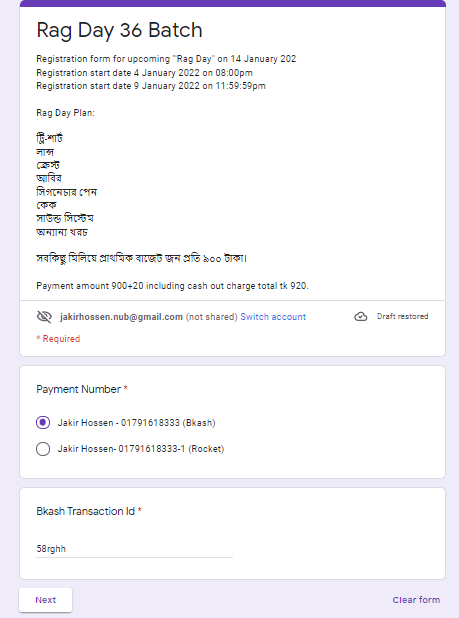 Rag Day 36 Batch
Registration form for upcoming "Rag Day" on 14 January 202
Registration start date 4 January 2022 on 08:00pm
Registration start date 9 January 2022 on 11:59:59pm
Rag Day Plan:
ট্রি-শার্ট
লান্স
ক্রেস্ট
আবির
সিগনেচার পেন
কেক
সাউন্ড সিস্টেম
অন্যান্য খরচ
সবকিছু মিলিয়ে প্রাথমিক বাজেট জন প্রতি ৯০০ টাকা।
Payment amount 900+20 including cash out charge total tk 920.
jakirhossen.nub@gmail.com (not shared) Switch account
Draft restored
* Required
Payment Number *
Jakir Hossen - 01791618333 (Bkash)
Jakir Hossen- 01791618333-1 (Rocket)
Bkash Transaction Id *
58rghh
Next
Clear form